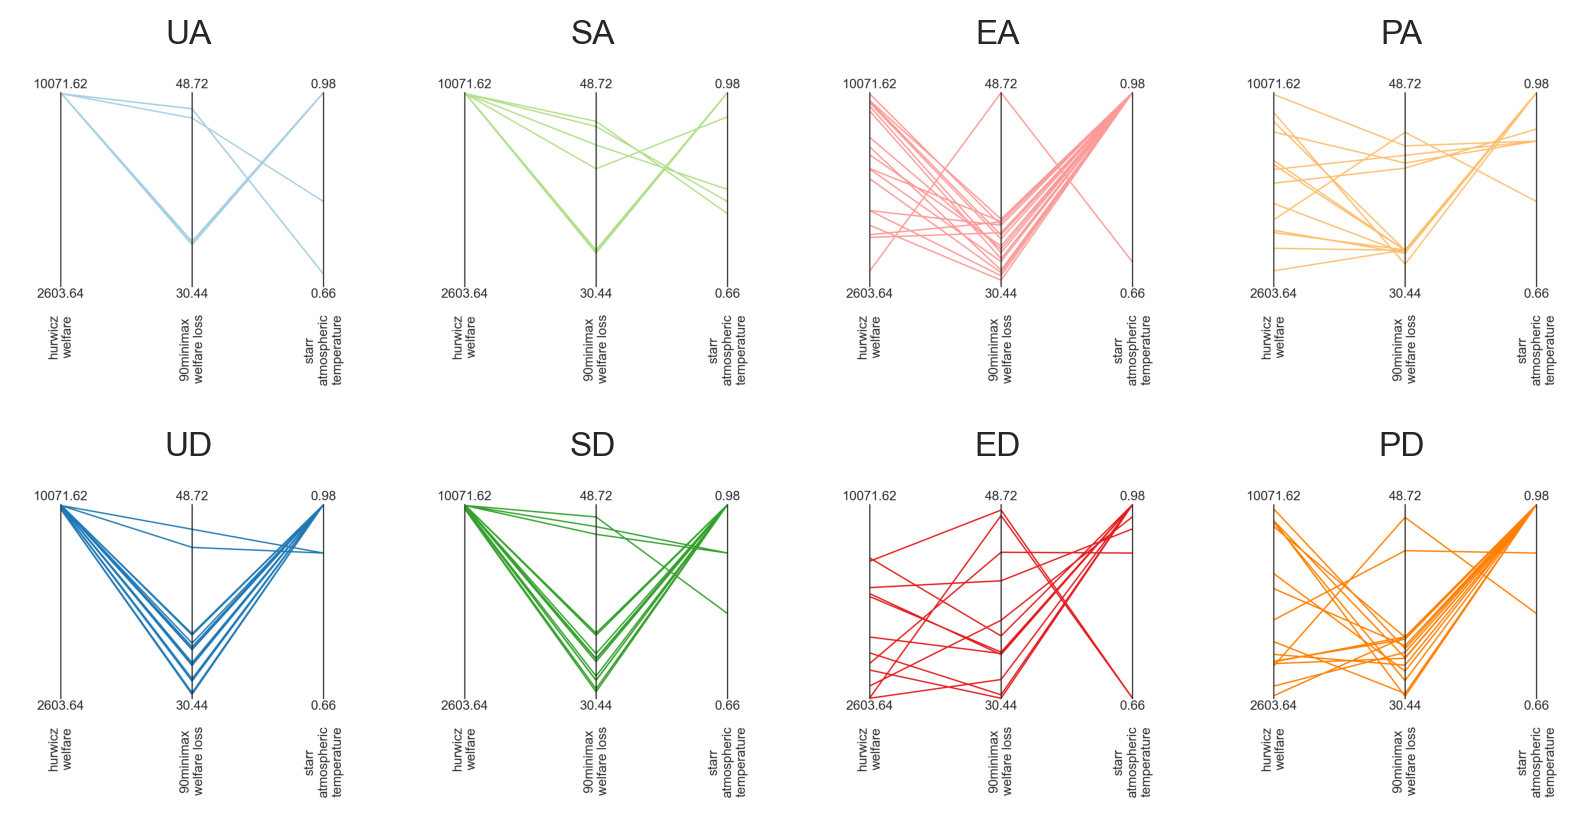 UA
SA
EA
PA
10071.62 48.72 0.98
10071.62 48.72 0.98
10071.62 48.72 0.98
10071.62 48.72 0.98
2603.64 30.44 0.66
2603.64 30.44 0.66
2603.64 30.44 0.66
2603.64 30.44 0.66
hurwicz
welfare
90minimax
welfare loss
starr
atmospheric
temperature
hurwicz
welfare
90minimax
welfare loss
starr
atmospheric
temperature
hurwicz
welfare
90minimax
welfare loss
starr
atmospheric
temperature
hurwicz
welfare
90minimax
welfare loss
starr
atmospheric
temperature
UD
SD
ED
PD
10071.62 48.72 0.98
10071.62 48.72 0.98
10071.62 48.72 0.98
10071.62 48.72 0.98
2603.64 30.44 0.66
2603.64 30.44 0.66
2603.64 30.44 0.66
2603.64 30.44 0.66
hurwicz
welfare
90minimax
welfare loss
starr
atmospheric
temperature
hurwicz
welfare
90minimax
welfare loss
starr
atmospheric
temperature
hurwicz
welfare
90minimax
welfare loss
starr
atmospheric
temperature
hurwicz
welfare
90minimax
welfare loss
starr
atmospheric
temperature